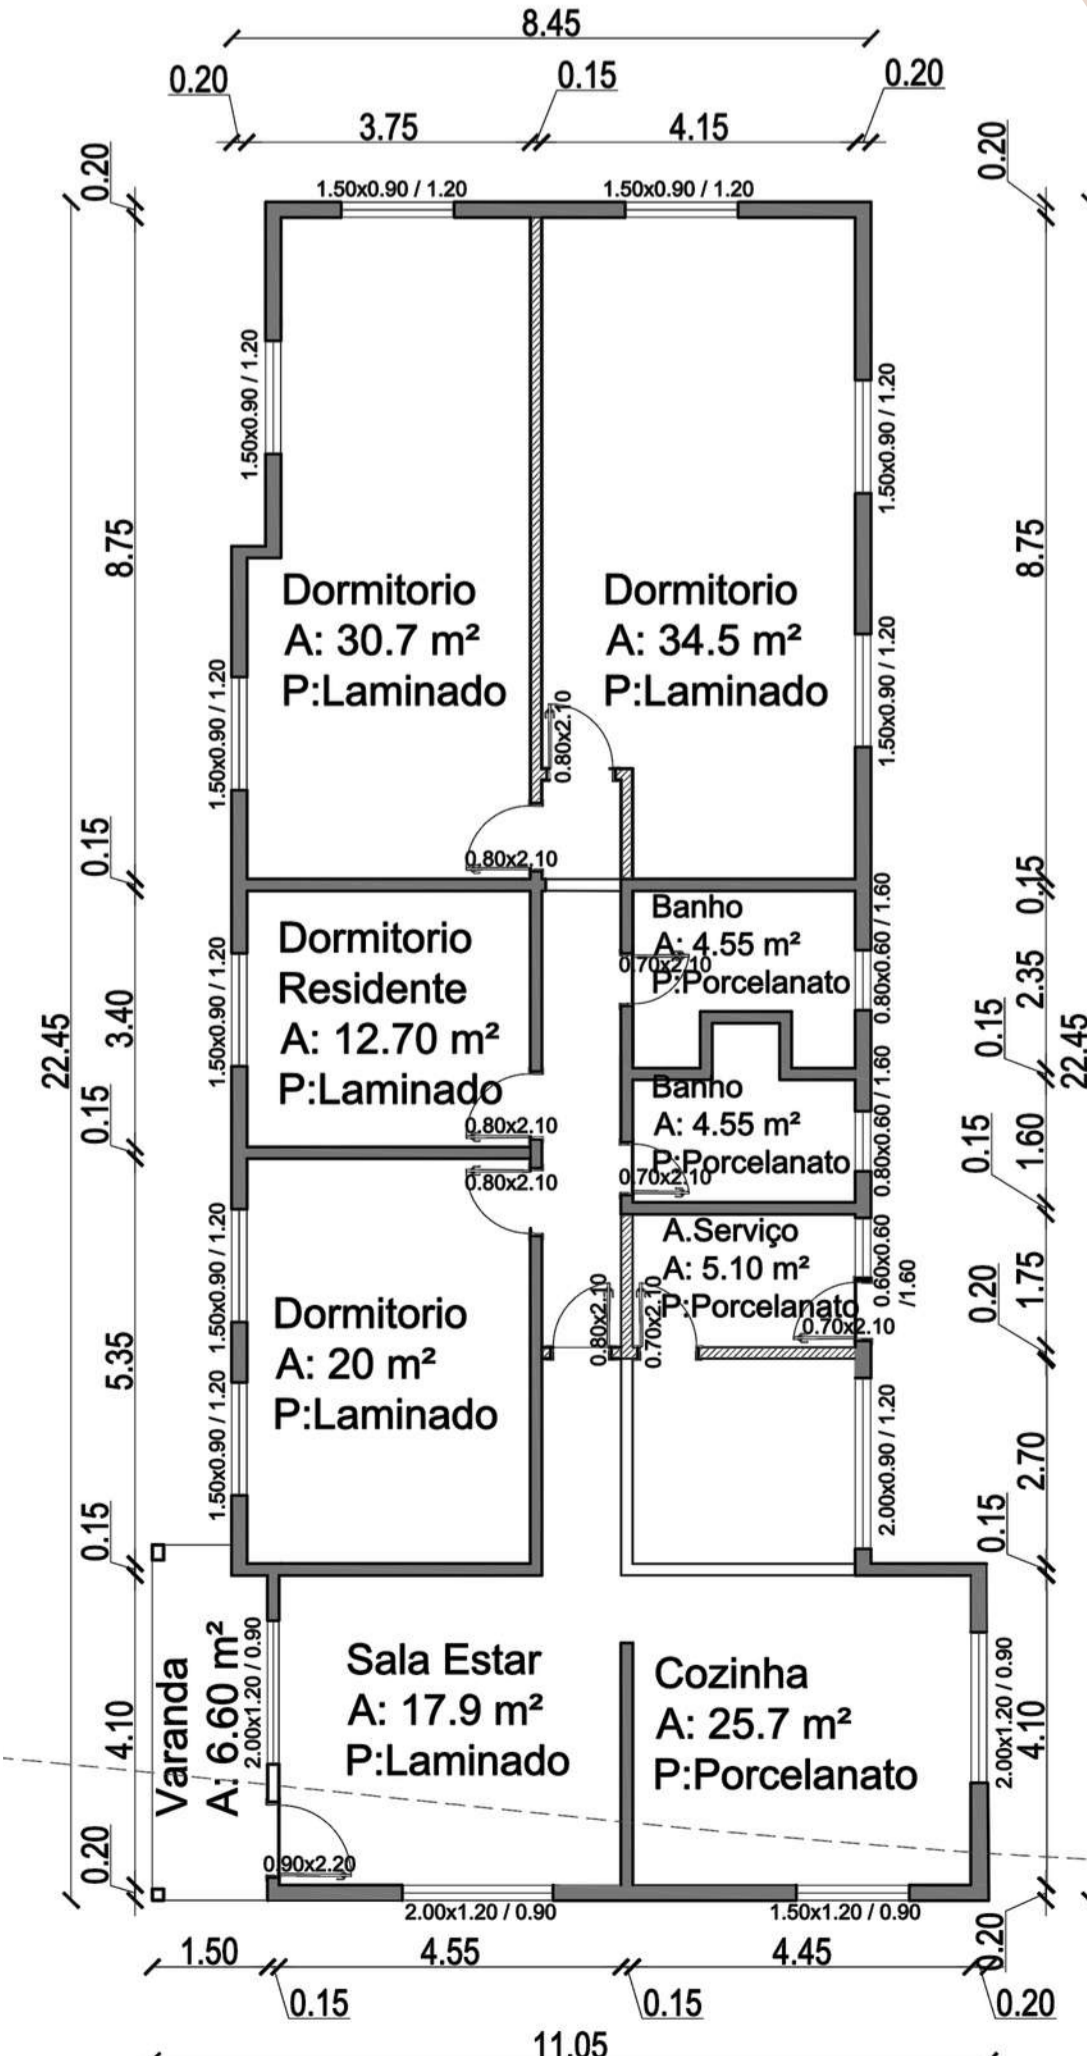 8.45
0.20
0.15
0.20
3.75
4.15
0.20
0.20
1.50x0.90 / 1.20
1.50x0.90 / 1.20
1.50x0.90 / 1.20
1.50x0.90 / 1.20
8.75
8.75
Dormitorio
A: 30.7 m²
P:Laminado
Dormitorio
A: 34.5 m²
P:Laminado
1.50x0.90 / 1.20
1.50x0.90 / 1.20
0.80x2.10
0.80x2.10
0.15
0.15
Dormitorio
Residente
A: 12.70 m²
P:Laminado
Banho
A: 4.55 m²
P:Porcelanato
0.70x2.10
0.80x0.60 / 1.60
1.50x0.90 / 1.20
3.40
2.35
22.45
22.45
0.15
0.15
0.80x2.10
Banho
A: 4.55 m²
P:Porcelanato
0.70x2.10
0.80x0.60 / 1.60
1.60
0.15
0.80x2.10
1.50x0.90 / 1.20
A.Serviço
A: 5.10 m²
P:Porcelanato
0.60x0.60
/1.60
1.75
0.20
0.80x2.10
0.70x2.10
0.70x2.10
Dormitorio
A: 20 m²
P:Laminado
5.35
1.50x0.90 / 1.20
2.00x0.90 / 1.20
2.70
0.15
0.15
Varanda
A: 6.60 m²
2.00x1.20 / 0.90
Sala Estar
A: 17.9 m²
P:Laminado
Cozinha
A: 25.7 m²
P:Porcelanato
2.00x1.20 / 0.90
4.10
4.10
0.20
0.90x2.20
2.00x1.20 / 0.90
1.50x1.20 / 0.90
0.20
1.50
4.55
4.45
0.15
0.15
0.20
11.05